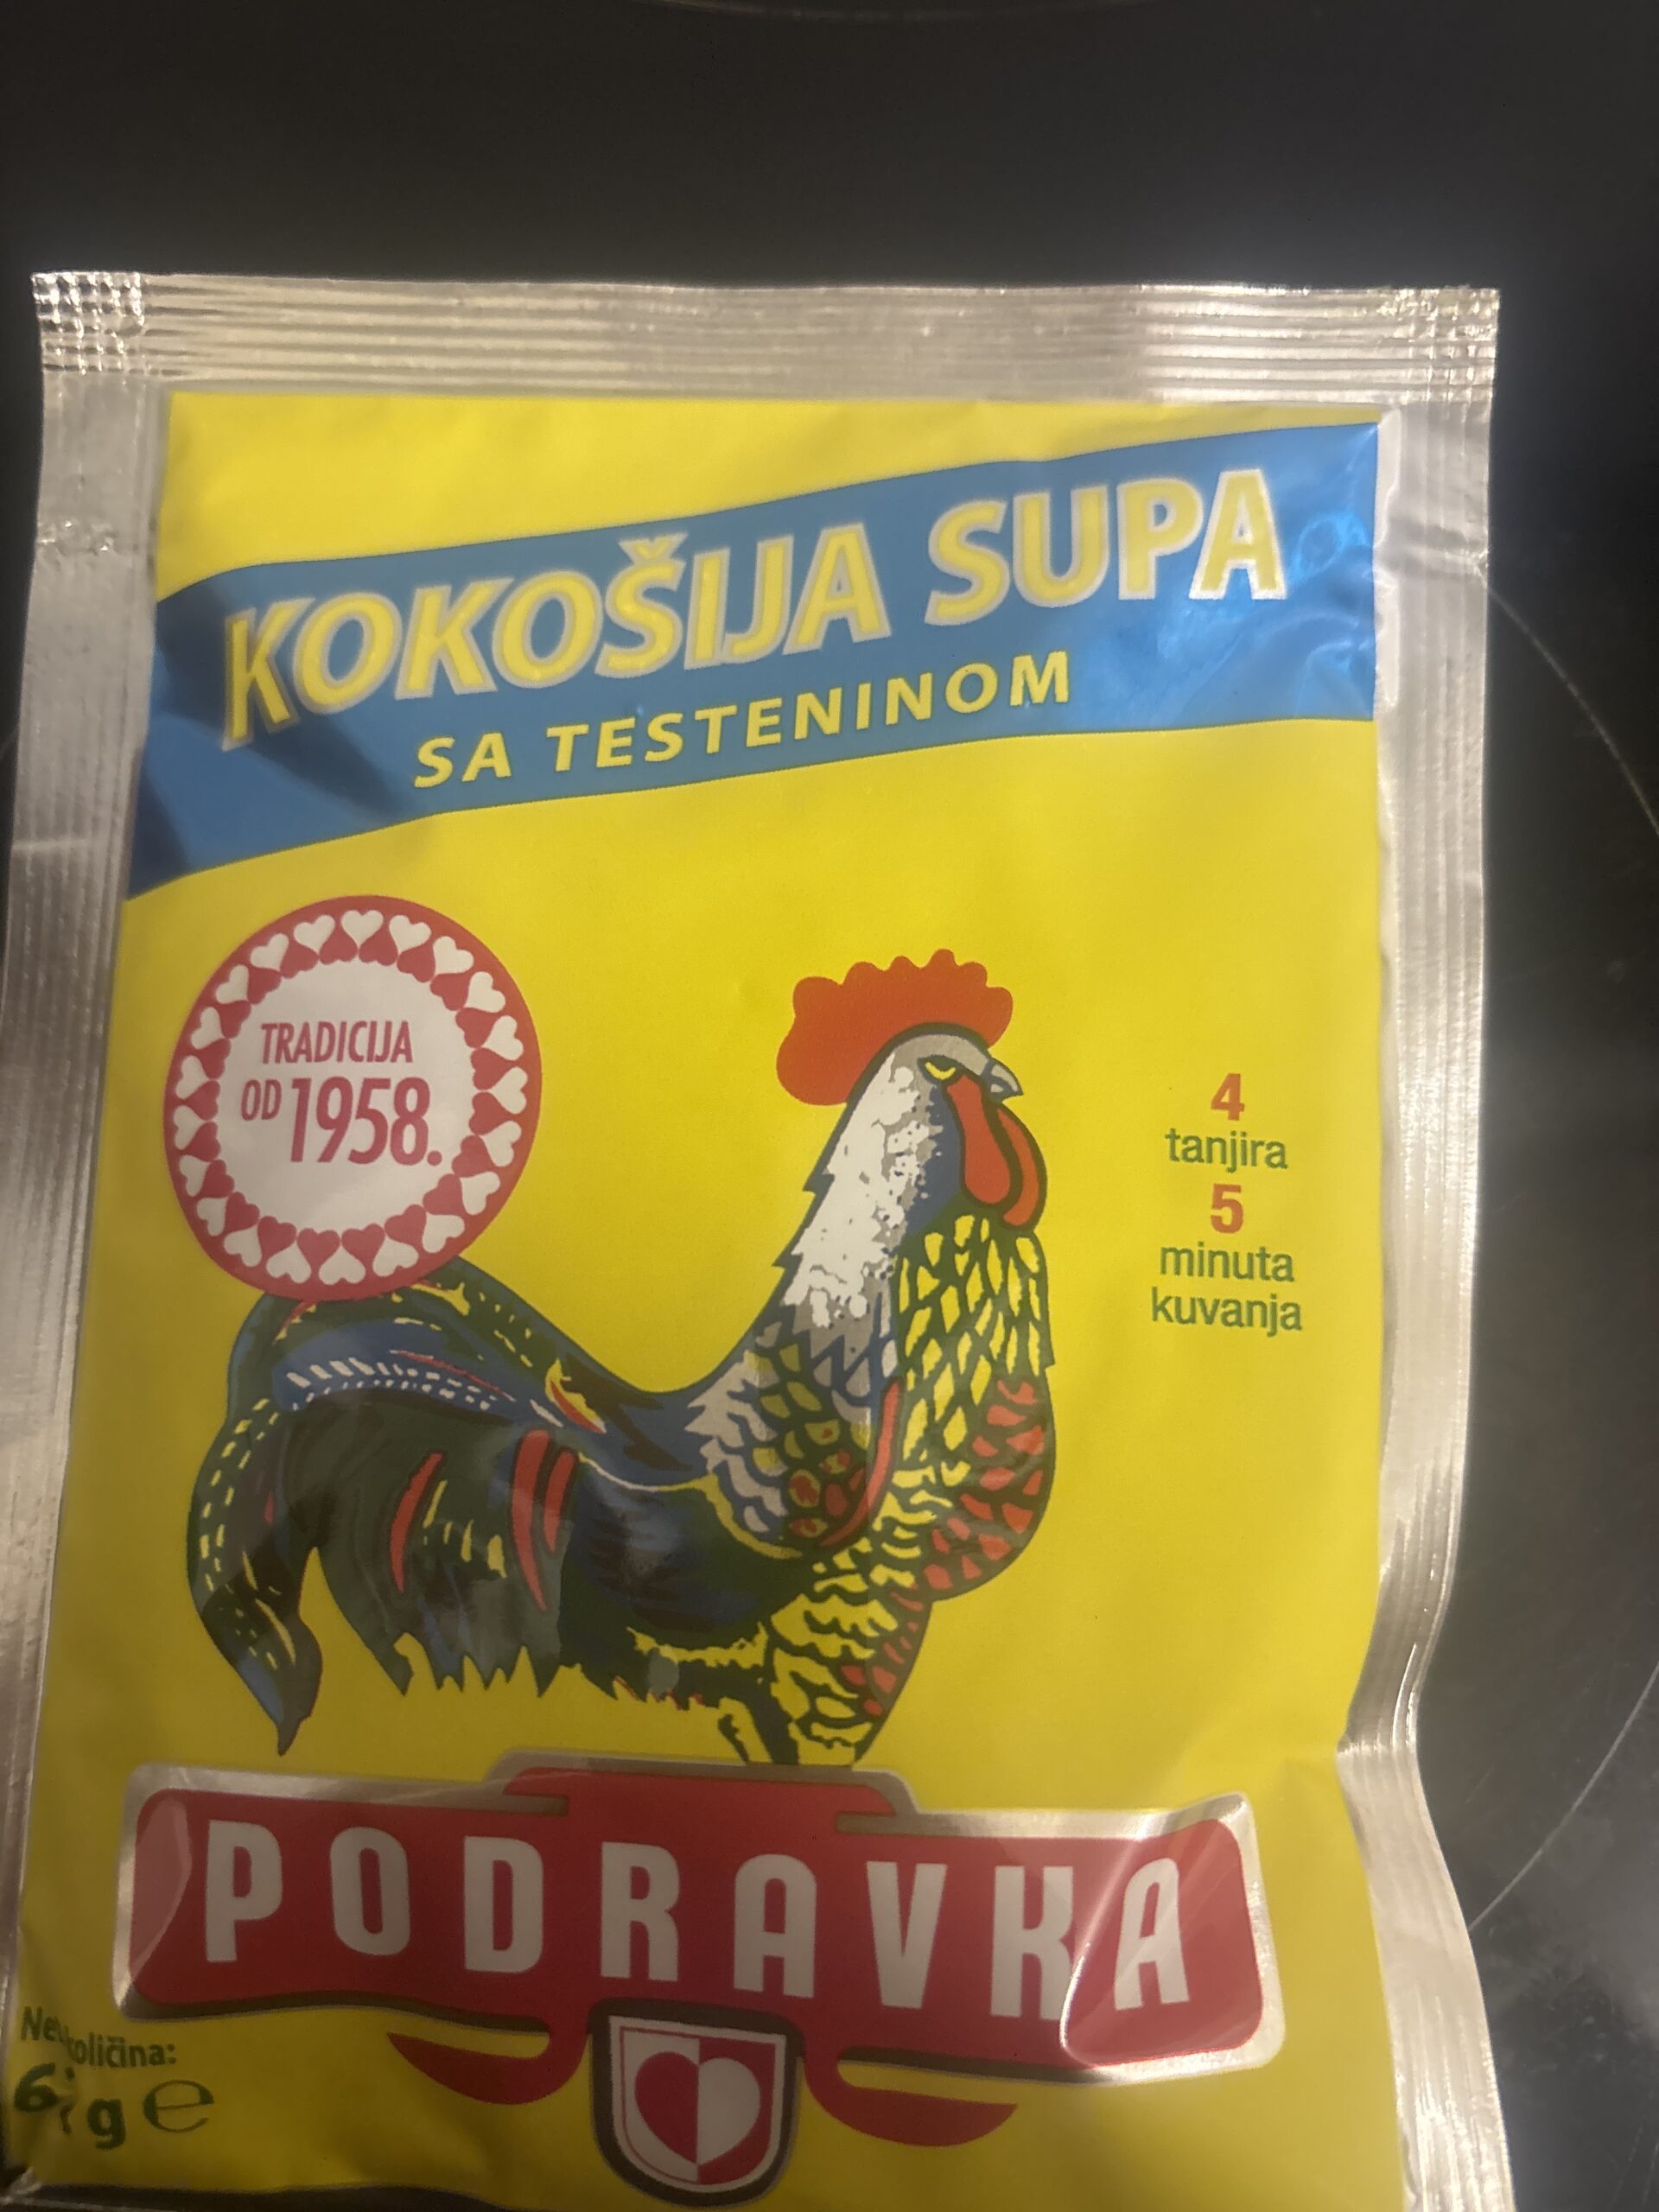 KOKOŠIJA SUPA
SA TESTENINOM
TRADICIJA
OD 1958.
4
tanjira
5
minuta
kuvanja
PODRAVKA
količina:
g e